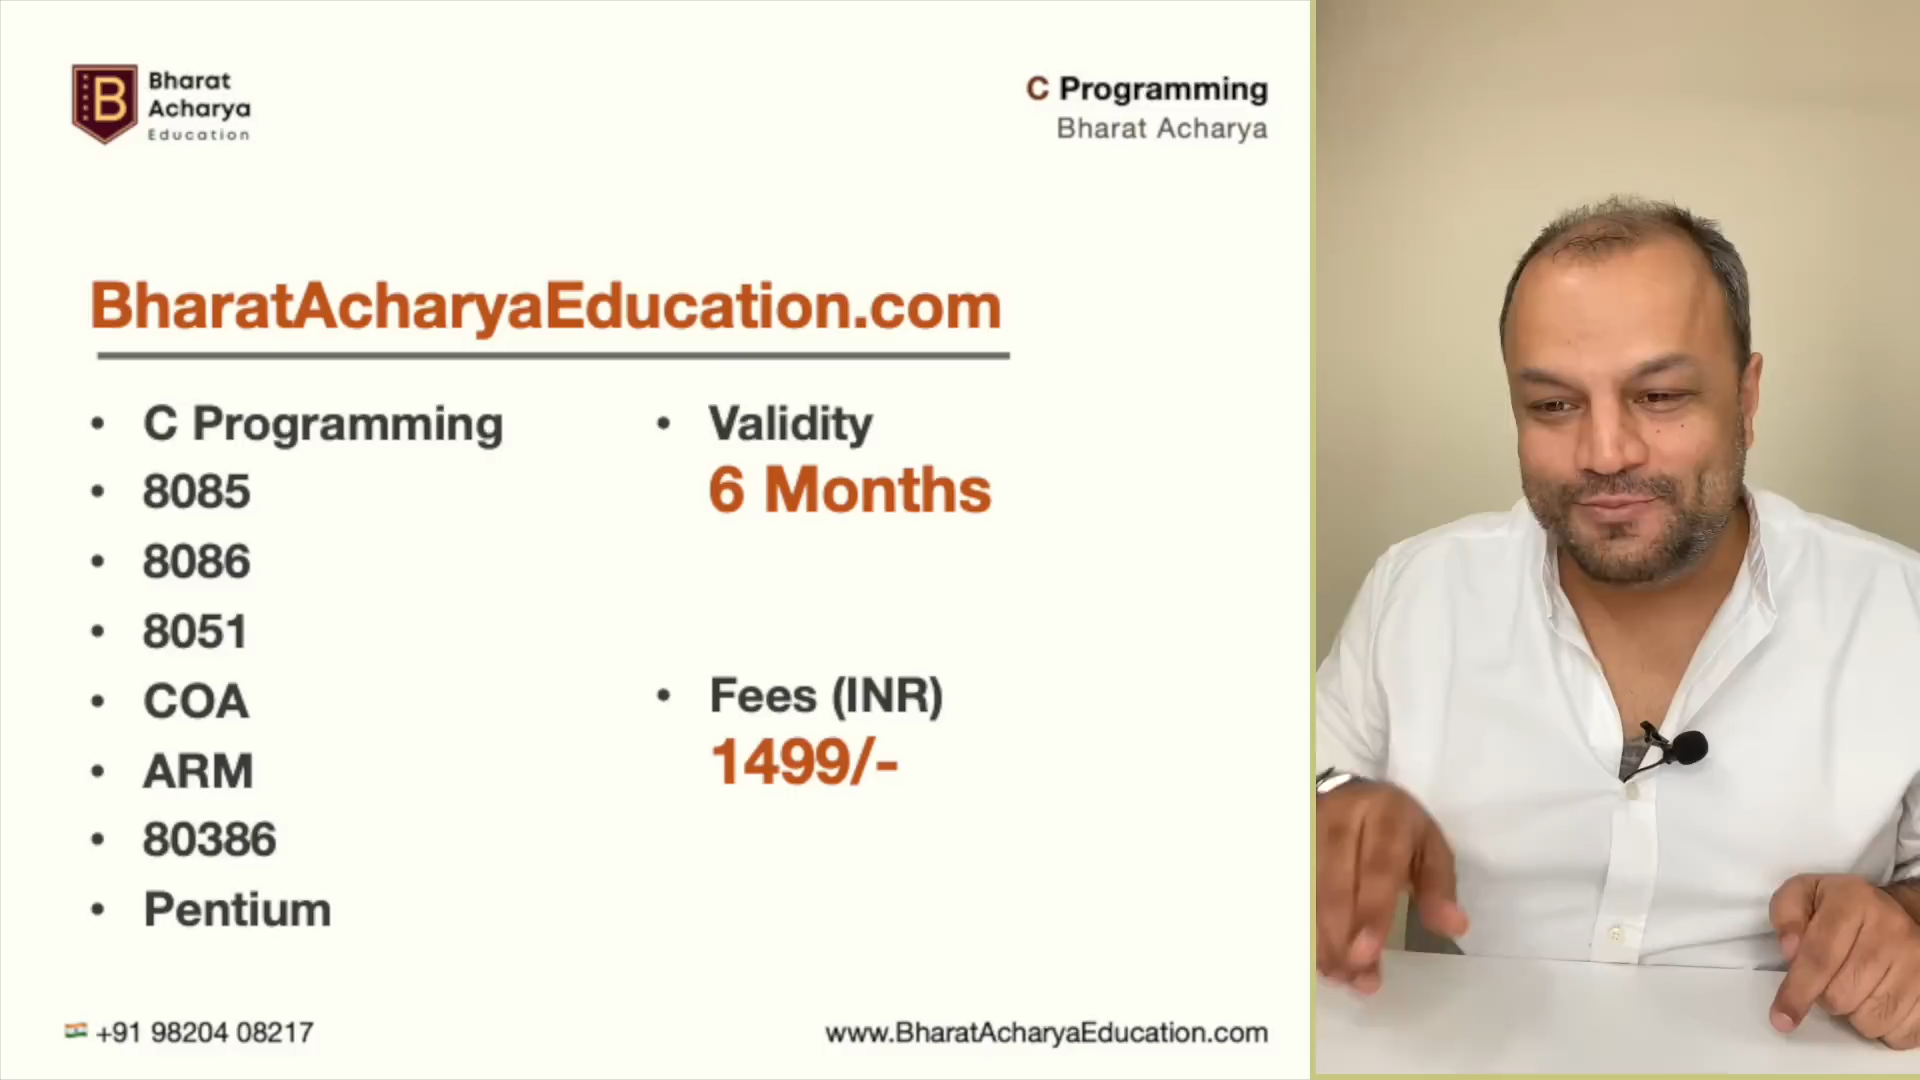 Bharat
Acharya
Education
C Programming
Bharat Acharya
BharatAcharyaEducation.com
• C Programming
• 8085
• 8086
• 8051
• COA
• ARM
• 80386
• Pentium
• Validity
6 Months
• Fees (INR)
1499/-
+91 98204 08217
www.BharatAcharyaEducation.com